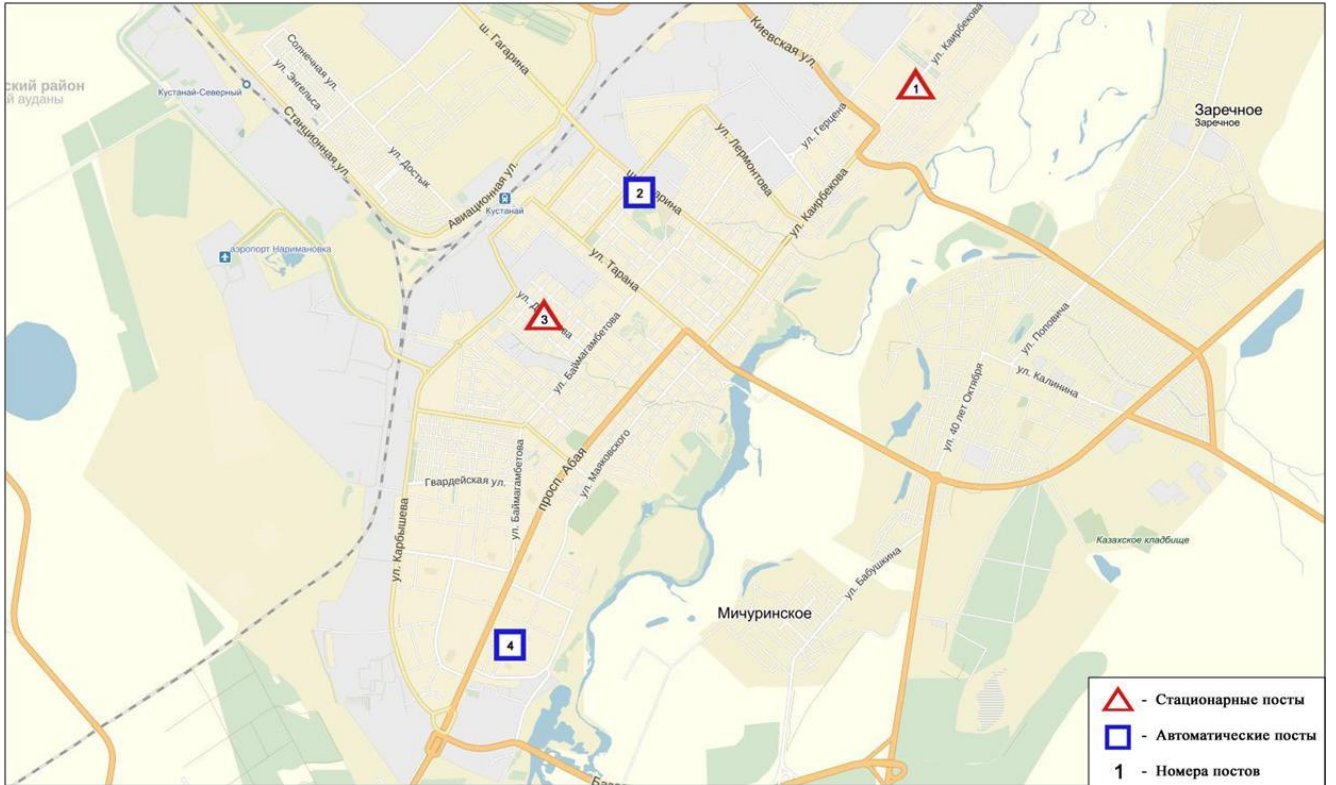 ский район
й ауданы
Солнечная ул.
ул. Энгельса
Кустанай-Северный
Станционная ул.
ул. Достык
ш. Гагарина
Авиационная ул.
Кустанай
Киевская ул.
ул. Каирбекова
1
ул. Герцена
ул. Лермонтова
ул. Каирбекова
2
Заречное
Заречное
аэропорт Наримановка
ул. Тарана
3
ул. Баймагамбетова
ул. Поповича
ул. Калинина
ул. 40 лет Октября
ул. Маяковского
просп. Абая
Гвардейская ул.
ул. Баймагамбетова
ул. Карбышева
Казахское кладбище
ул. Бабушкина
Мичуринское
4
- Стационарные посты
- Автоматические посты
1 - Номера постов